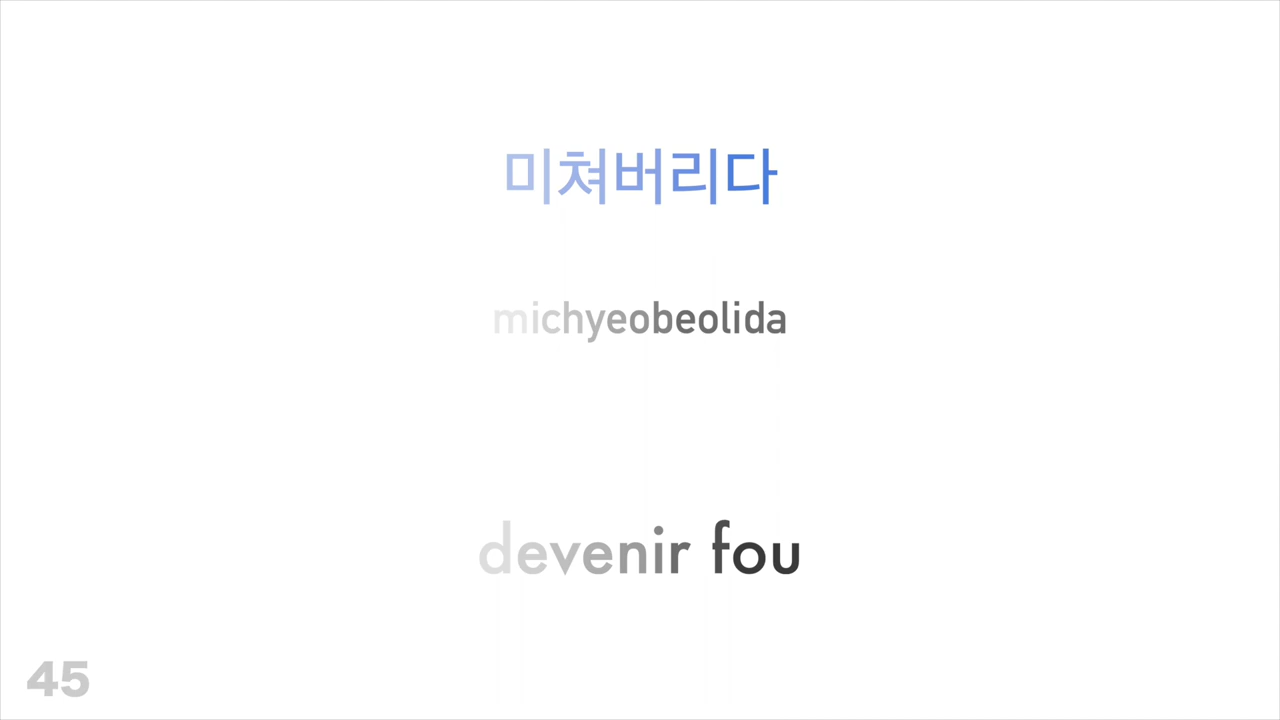 미쳐버리다
michyeobeolida
devenir fou
45